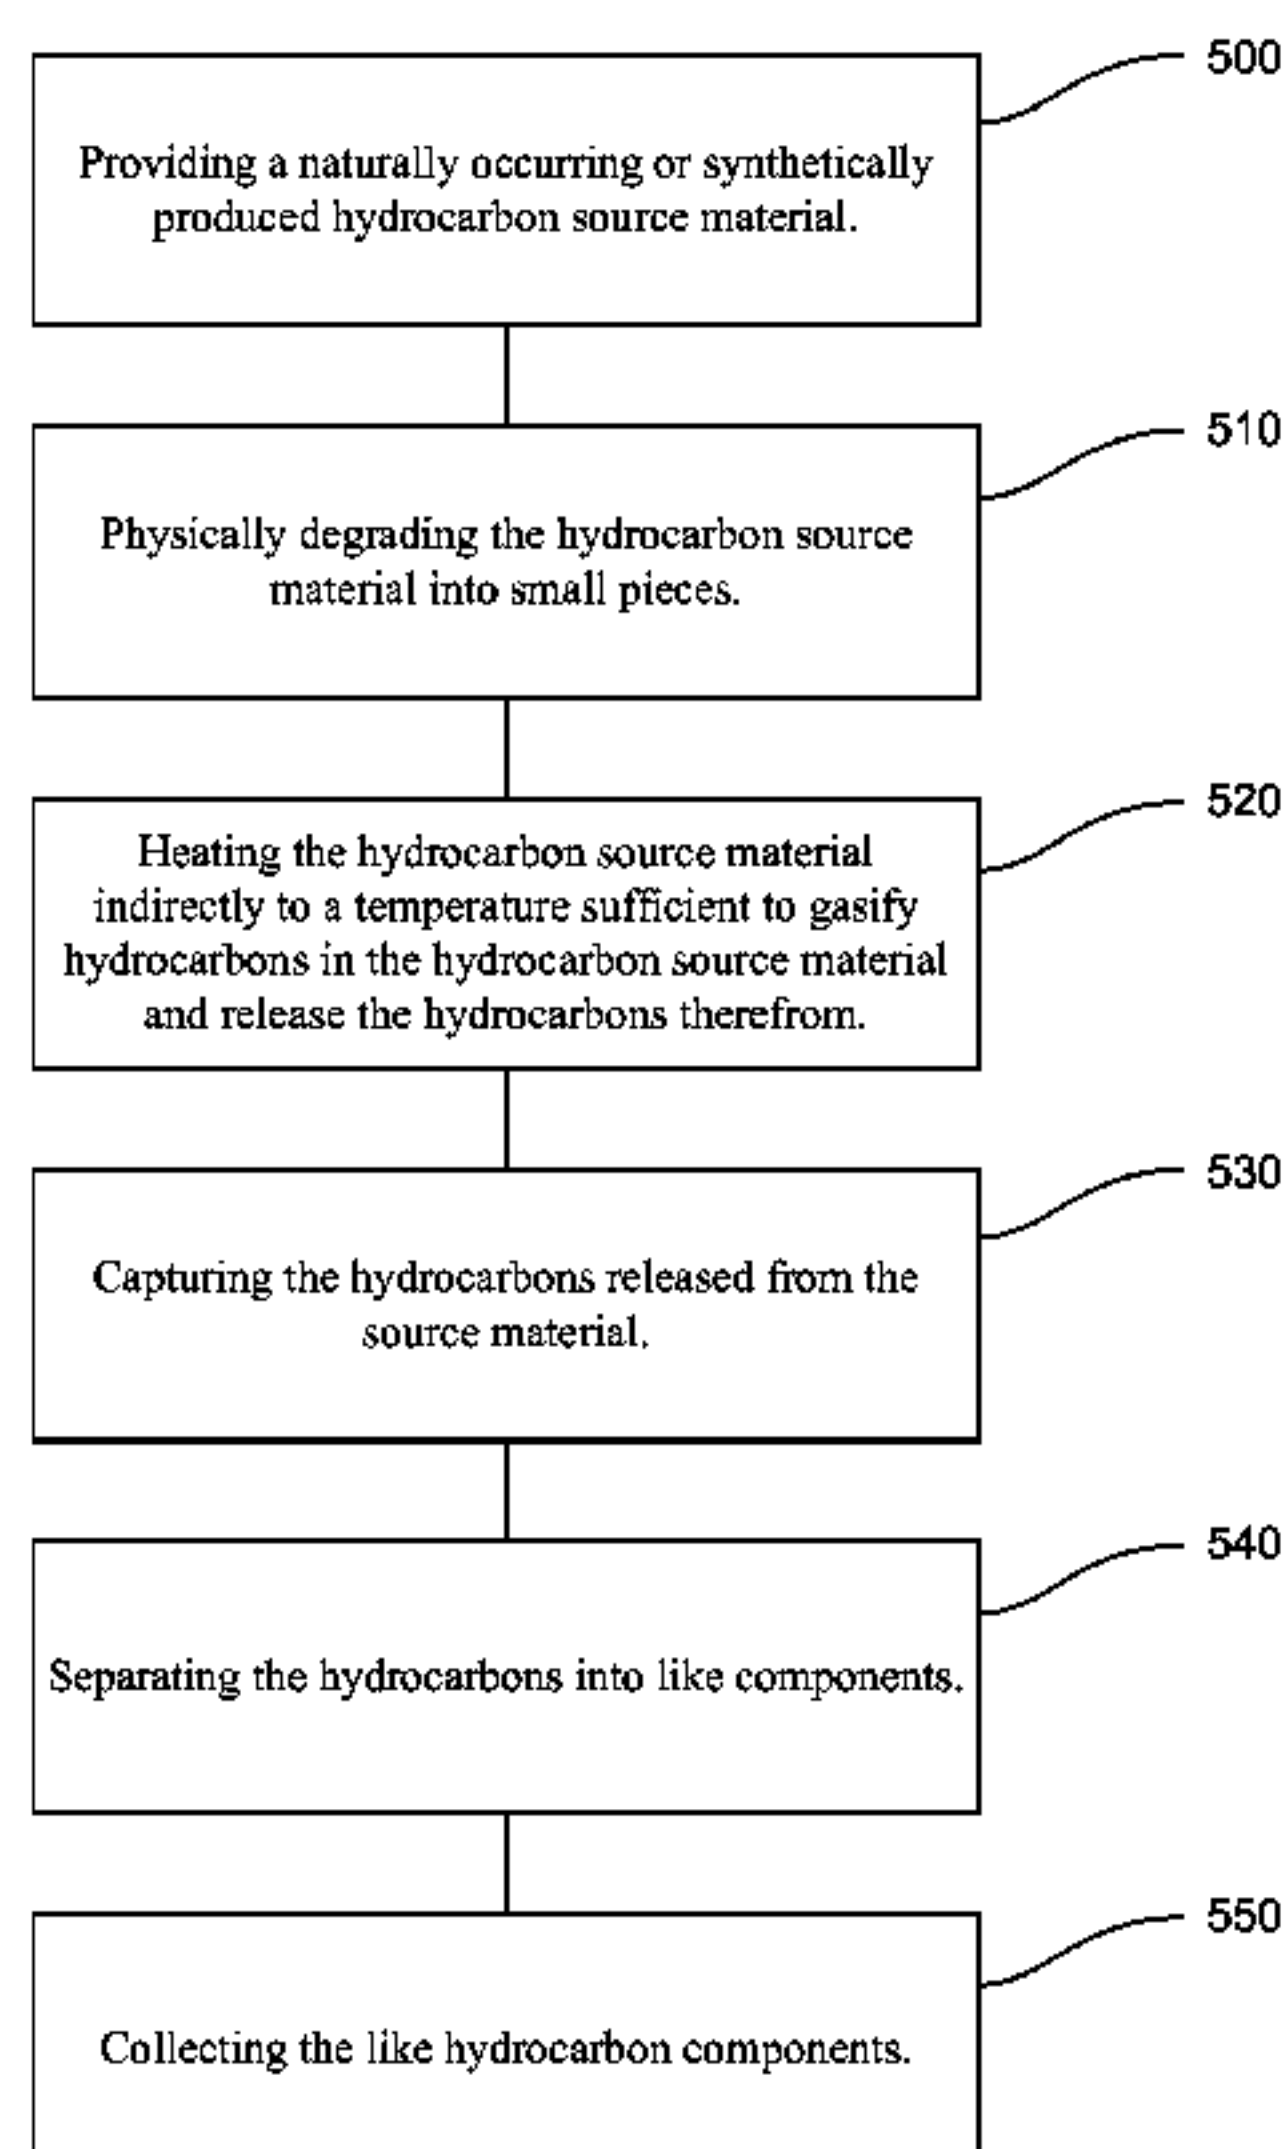 500
Providing a naturally occurring or synthetically
produced hydrocarbon source material.
510
Physically degrading the hydrocarbon source
material into small pieces.
520
Heating the hydrocarbon source material
indirectly to a temperature sufficient to gasify
hydrocarbons in the hydrocarbon source material
and release the hydrocarbons therefrom.
530
Capturing the hydrocarbons released from the
source material.
540
Separating the hydrocarbons into like components.
550
Collecting the like hydrocarbon components.